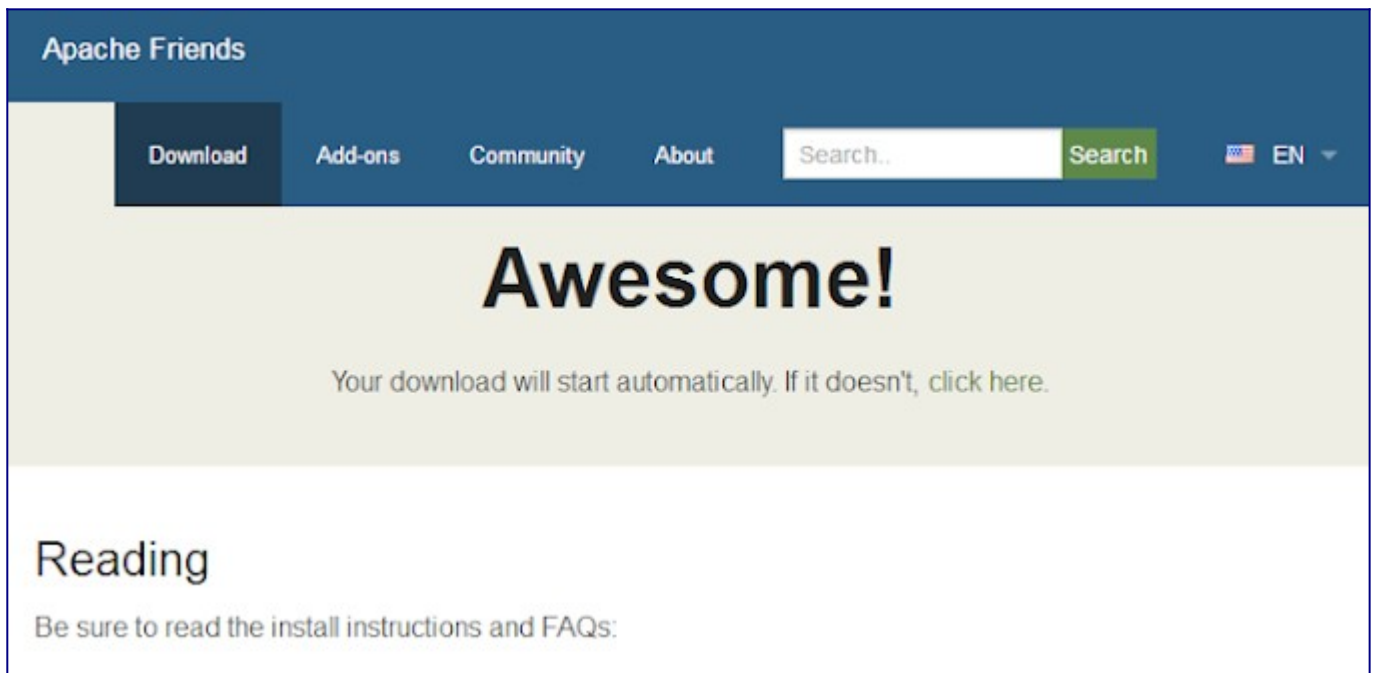 Apache Friends
Download Add-ons Community About Search.. Search EN
Awesome!
Your download will start automatically. If it doesn't, click here.
Reading
Be sure to read the install instructions and FAQs: